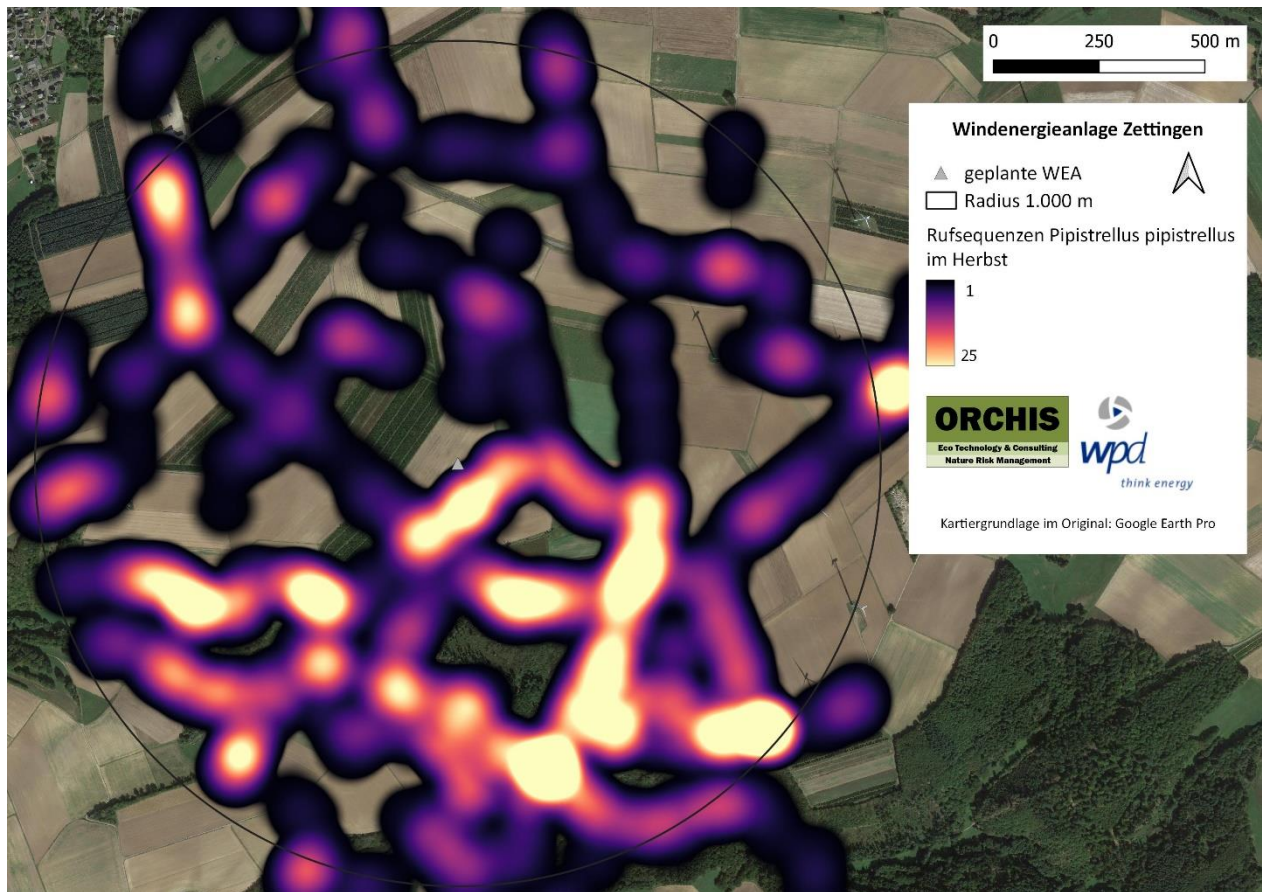 0 250 500 m
Windenergieanlage Zettingen
geplante WEA
Radius 1.000 m
Rufsequenzen Pipistrellus pipistrellus
im Herbst
1
25
ORCHIS
Eco Technology & Consulting
Nature Risk Management
wpd
think energy
Kartiergrundlage im Original: Google Earth Pro